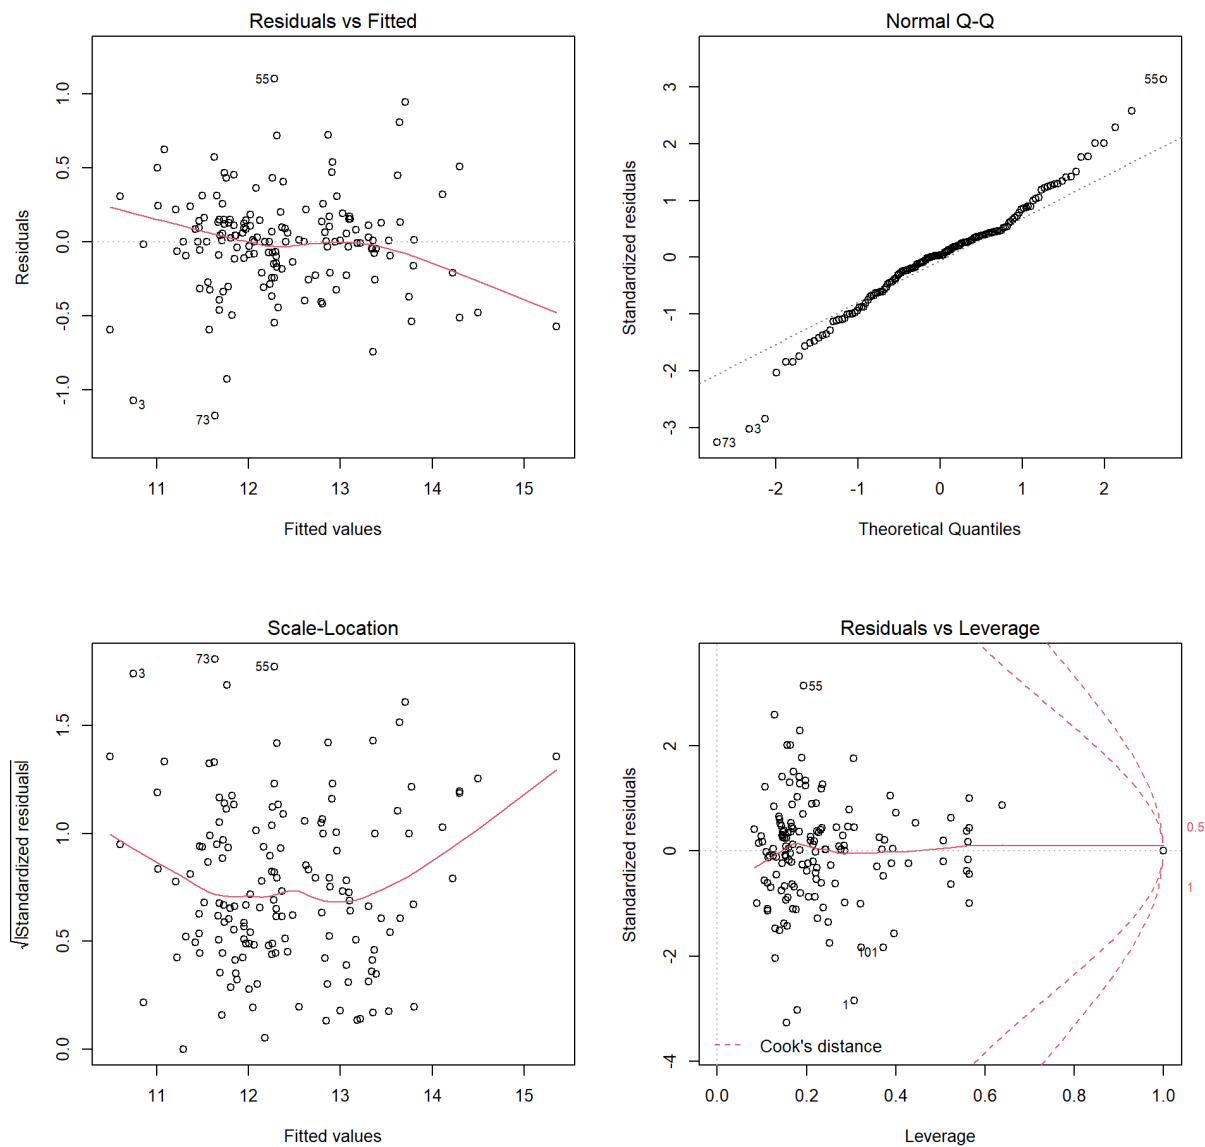 Residuals vs Fitted
Residuals
1.0
0.5
0.0
-0.5
-1.0
55
3
73
11 12 13 14 15
Fitted values
Normal Q-Q
Standardized residuals
3
2
1
0
-1
-2
-3
55
3
73
-2 -1 0 1 2
Theoretical Quantiles
Scale-Location
√|Standardized residuals|
1.5
1.0
0.5
0.0
3
73
55
11 12 13 14 15
Fitted values
Residuals vs Leverage
Standardized residuals
2
0
-2
-4
55
101
1
0.5
1
Cook's distance
0.0 0.2 0.4 0.6 0.8 1.0
Leverage